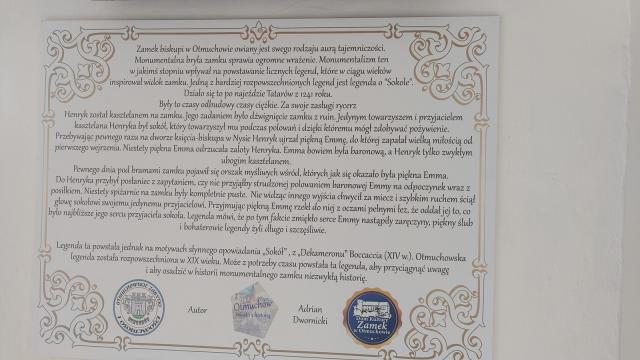 Zamek biskupi w Otmuchowie owiany jest swego rodzaju aurą tajemniczości.
Monumentalna bryła zamku sprawia ogromne wrażenie. Monumentalizm ten
w jakimś stopniu wpływał na powstawanie licznych legend, które w ciągu wieków
inspirował widok zamku. Jedną z bardziej rozpowszechnionych legend jest legenda o "Sokole".
Działo się to po najeździe Tatarów z 1241 roku.
Były to czasy odbudowy czasy ciężkie. Za swoje zasługi rycerz
Henryk został kasztelanem na zamku. Jego zadaniem było dźwignięcie zamku z ruin. Jedynym towarzyszem i przyjacielem
kasztelana Henryka był sokół, który towarzyszył mu podczas polowań i dzięki któremu mógł zdobywać pożywienie.
Przebywając pewnego razu na dworze księcia-biskupa w Nysie Henryk ujrzał piękną Emmę, do której zapałał wielką miłością od
pierwszego wejrzenia. Niestety piękna Emma odrzucała zaloty Henryka. Emma bowiem była baronową, a Henryk tylko zwykłym
ubogim kasztelanem.
Pewnego dnia pod bramami zamku pojawił się orszak myśliwych wśród, których jak się okazało była piękna Emma.
Do Henryka przybył posłaniec z zapytaniem, czy nie przyjąłby strudzonej polowaniem baronowej Emmy na odpoczynek wraz z
posiłkiem. Niestety spiżarnie na zamku były kompletnie puste. Nie widząc innego wyjścia chwycił za miecz i szybkim ruchem ściął
głowę sokołowi swojemu jedynemu przyjacielowi. Przyjmując piękną Emmę rzekł do niej z oczami pełnymi łez, że oddał jej to, co
było najbliższe jego sercu przyjaciela sokoła. Legenda mówi, że po tym fakcie zmiękło serce Emmy nastąpiły zaręczyny, piękny ślub
i bohaterowie legendy żyli długo i szczęśliwie.
Legenda ta powstała jednak na motywach słynnego opowiadania „Sokół” , z „Dekameronu” Boccaccia (XIV w.). Otmuchowska
legenda została rozpowszechniona w XIX wieku. Może z potrzeby czasu powstała ta legenda, aby przyciągnąć uwagę
i aby osadzić w historii monumentalnego zamku niezwykłą historię.
Autor
Adrian
Dwornicki
Otmuchów
miasto z historią
Dom Kultury
Zamek
w Otmuchowie